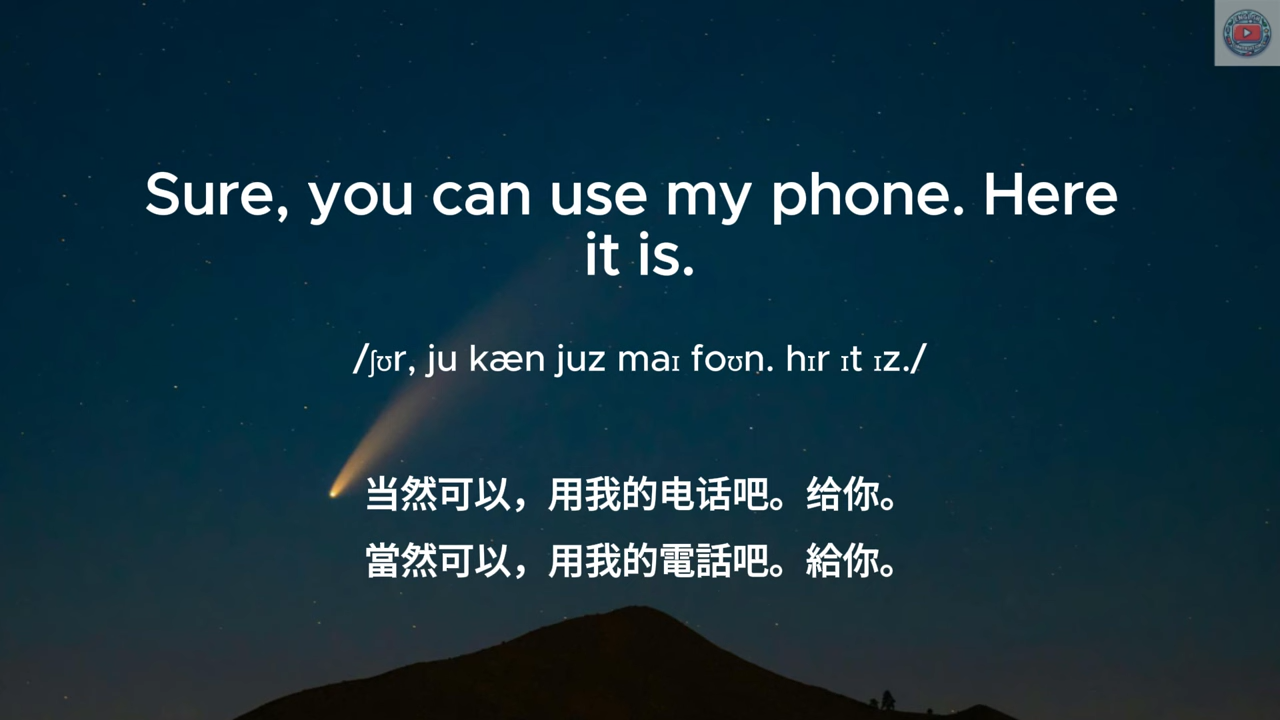 Sure, you can use my phone. Here
it is.
/ʃʊr, ju kæn juz maɪ foʊn. hɪr ɪt ɪz./
当然可以，用我的电话吧。给你。
當然可以，用我的電話吧。給你。